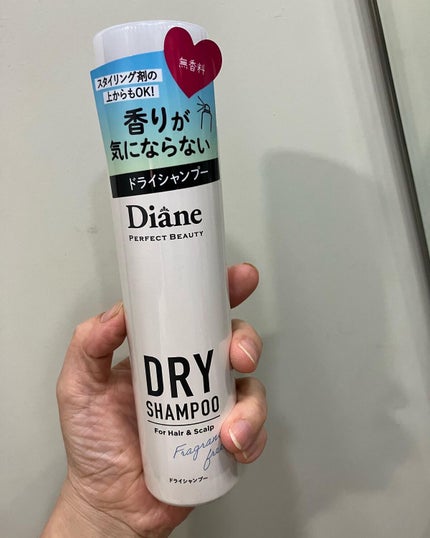 無香料
スタイリング剤の
上からもOK!
香りが
気にならない
ドライシャンプー
Diane
PERFECT BEAUTY
DRY
SHAMPOO
For Hair & Scalp
ドライシャンプー